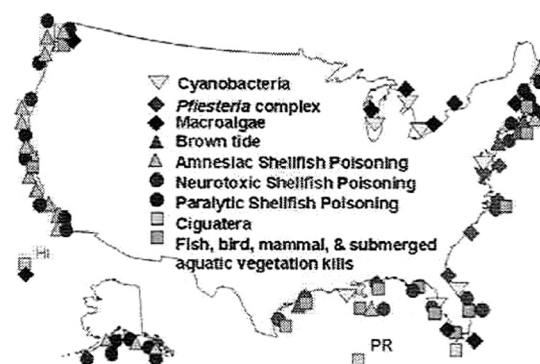 Cyanobacteria
Pfiesteria complex
Macroalgae
Brown tide
Amnesiac Shellfish Poisoning
Neurotoxic Shellfish Poisoning
Paralytic Shellfish Poisoning
Ciguatera
Fish, bird, mammal, & submerged
aquatic vegetation kills
HI
PR